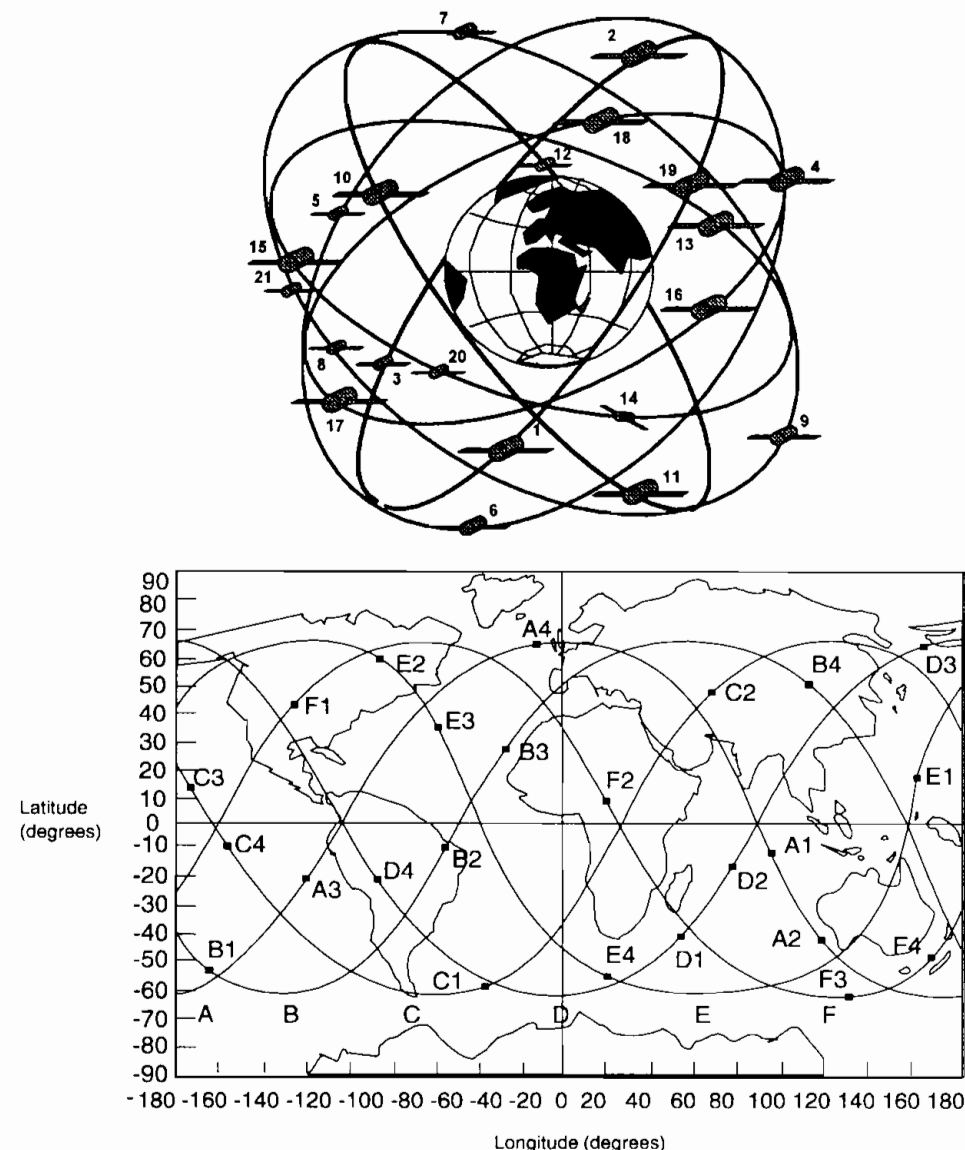 7
2
18
12
19
4
10
5
13
15
21
16
8
3
20
14
17
1
9
11
6
90
80
70
60
50
40
30
20
10
0
-10
-20
-30
-40
-50
-60
-70
-80
-90
Latitude
(degrees)
A4
E2
B4
D3
C2
F1
E3
B3
C3
F2
E1
C4
B2
A1
A3
D4
D2
B1
A2
E4
D1
F4
C1
F3
A B C D E F
-180 -160 -140 -120 -100 -80 -60 -40 -20 0 20 40 60 80 100 120 140 160 180
Longitude (degrees)